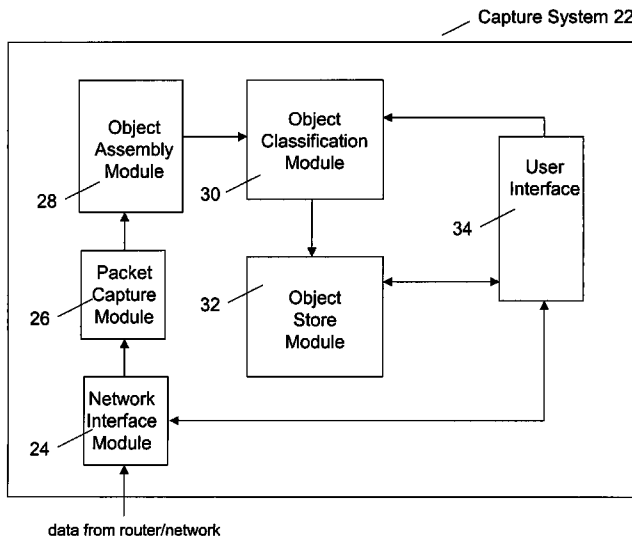 Capture System 22
Object
Assembly
Module
28
Object
Classification
Module
30
User
Interface
34
Packet
Capture
Module
26
32
Object
Store
Module
Network
Interface
Module
24
data from router/network